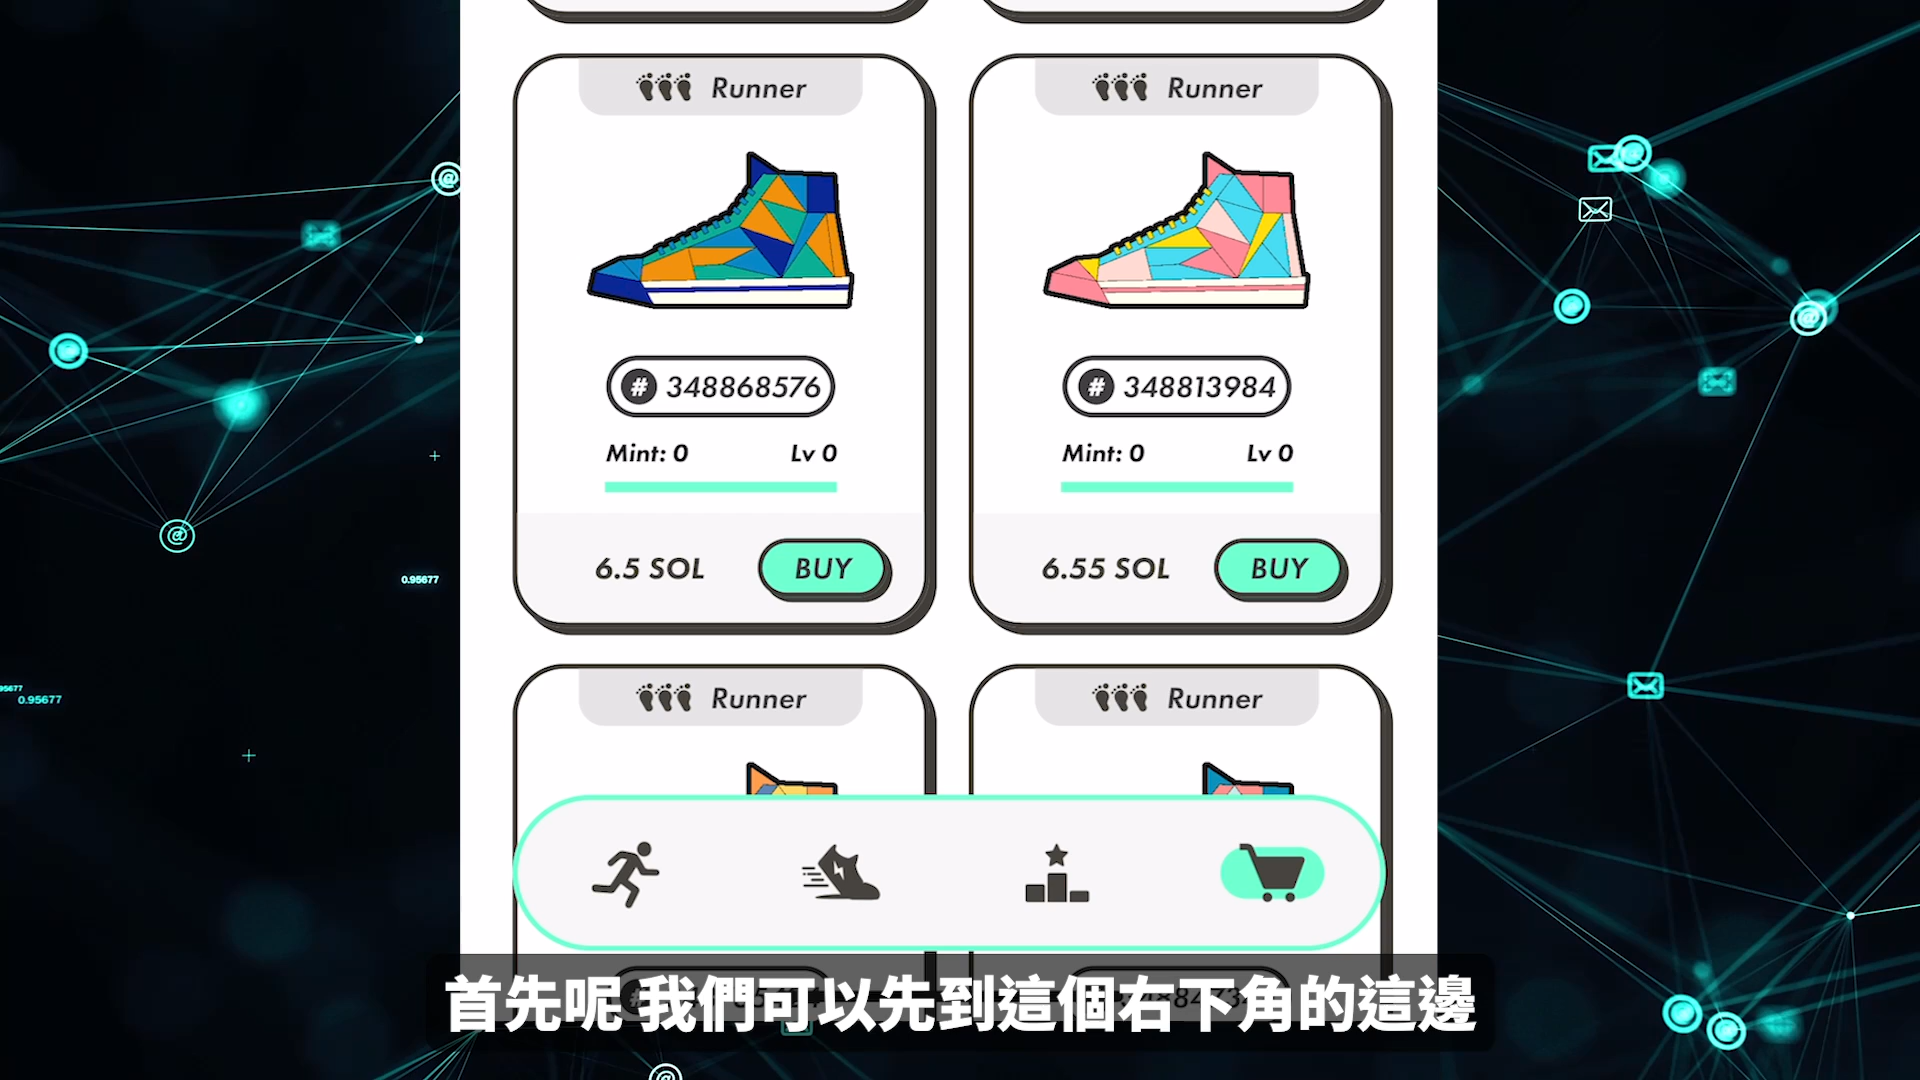 Runner
Runner
# 348868576
# 348813984
Mint: 0 Lv 0
Mint: 0 Lv 0
6.5 SOL BUY
6.55 SOL BUY
Runner
Runner
@
@
@
@
0.95677
0.95677
首先呢 我們可以先到這個右下角的這邊